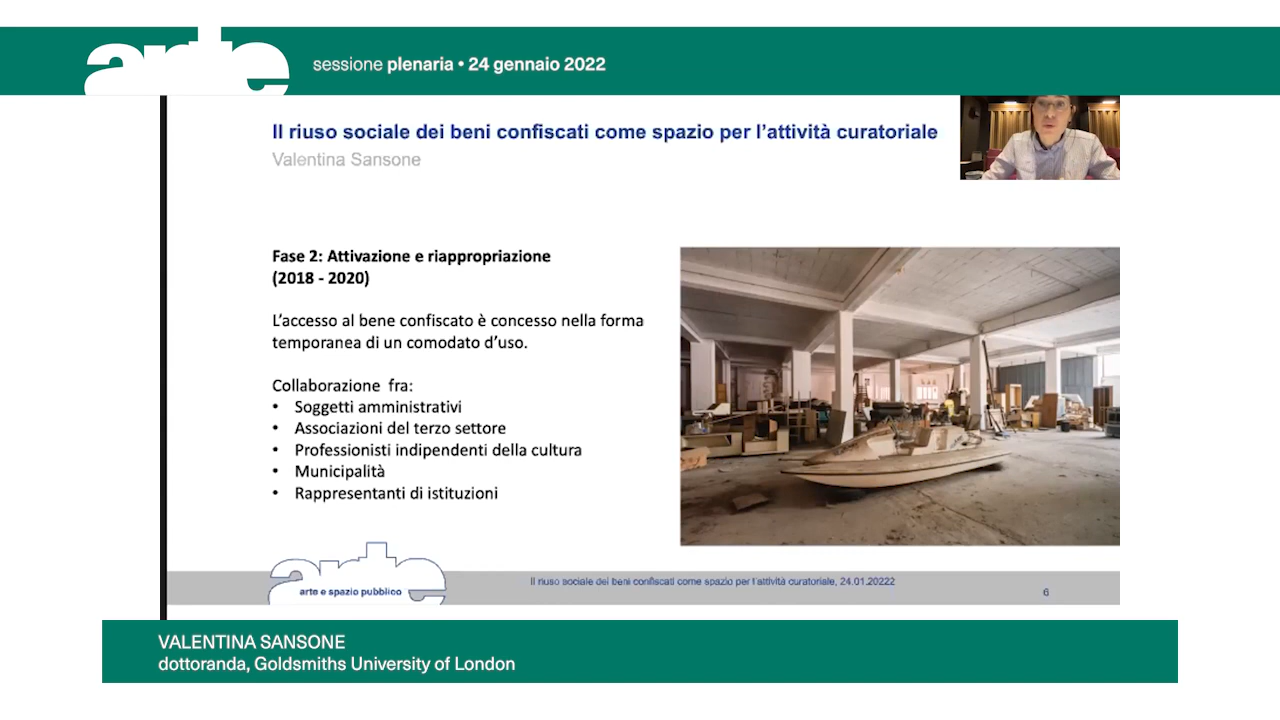 arte
sessione plenaria • 24 gennaio 2022
Il riuso sociale dei beni confiscati come spazio per l'attività curatoriale
Valentina Sansone
Fase 2: Attivazione e riappropriazione
(2018 - 2020)
L'accesso al bene confiscato è concesso nella forma
temporanea di un comodato d'uso.
Collaborazione fra:
• Soggetti amministrativi
• Associazioni del terzo settore
• Professionisti indipendenti della cultura
• Municipalità
• Rappresentanti di istituzioni
arte
arte e spazio pubblico
Il riuso sociale dei beni confiscati come spazio per l'attività curatoriale, 24.01.20222
6
VALENTINA SANSONE
dottoranda, Goldsmiths University of London